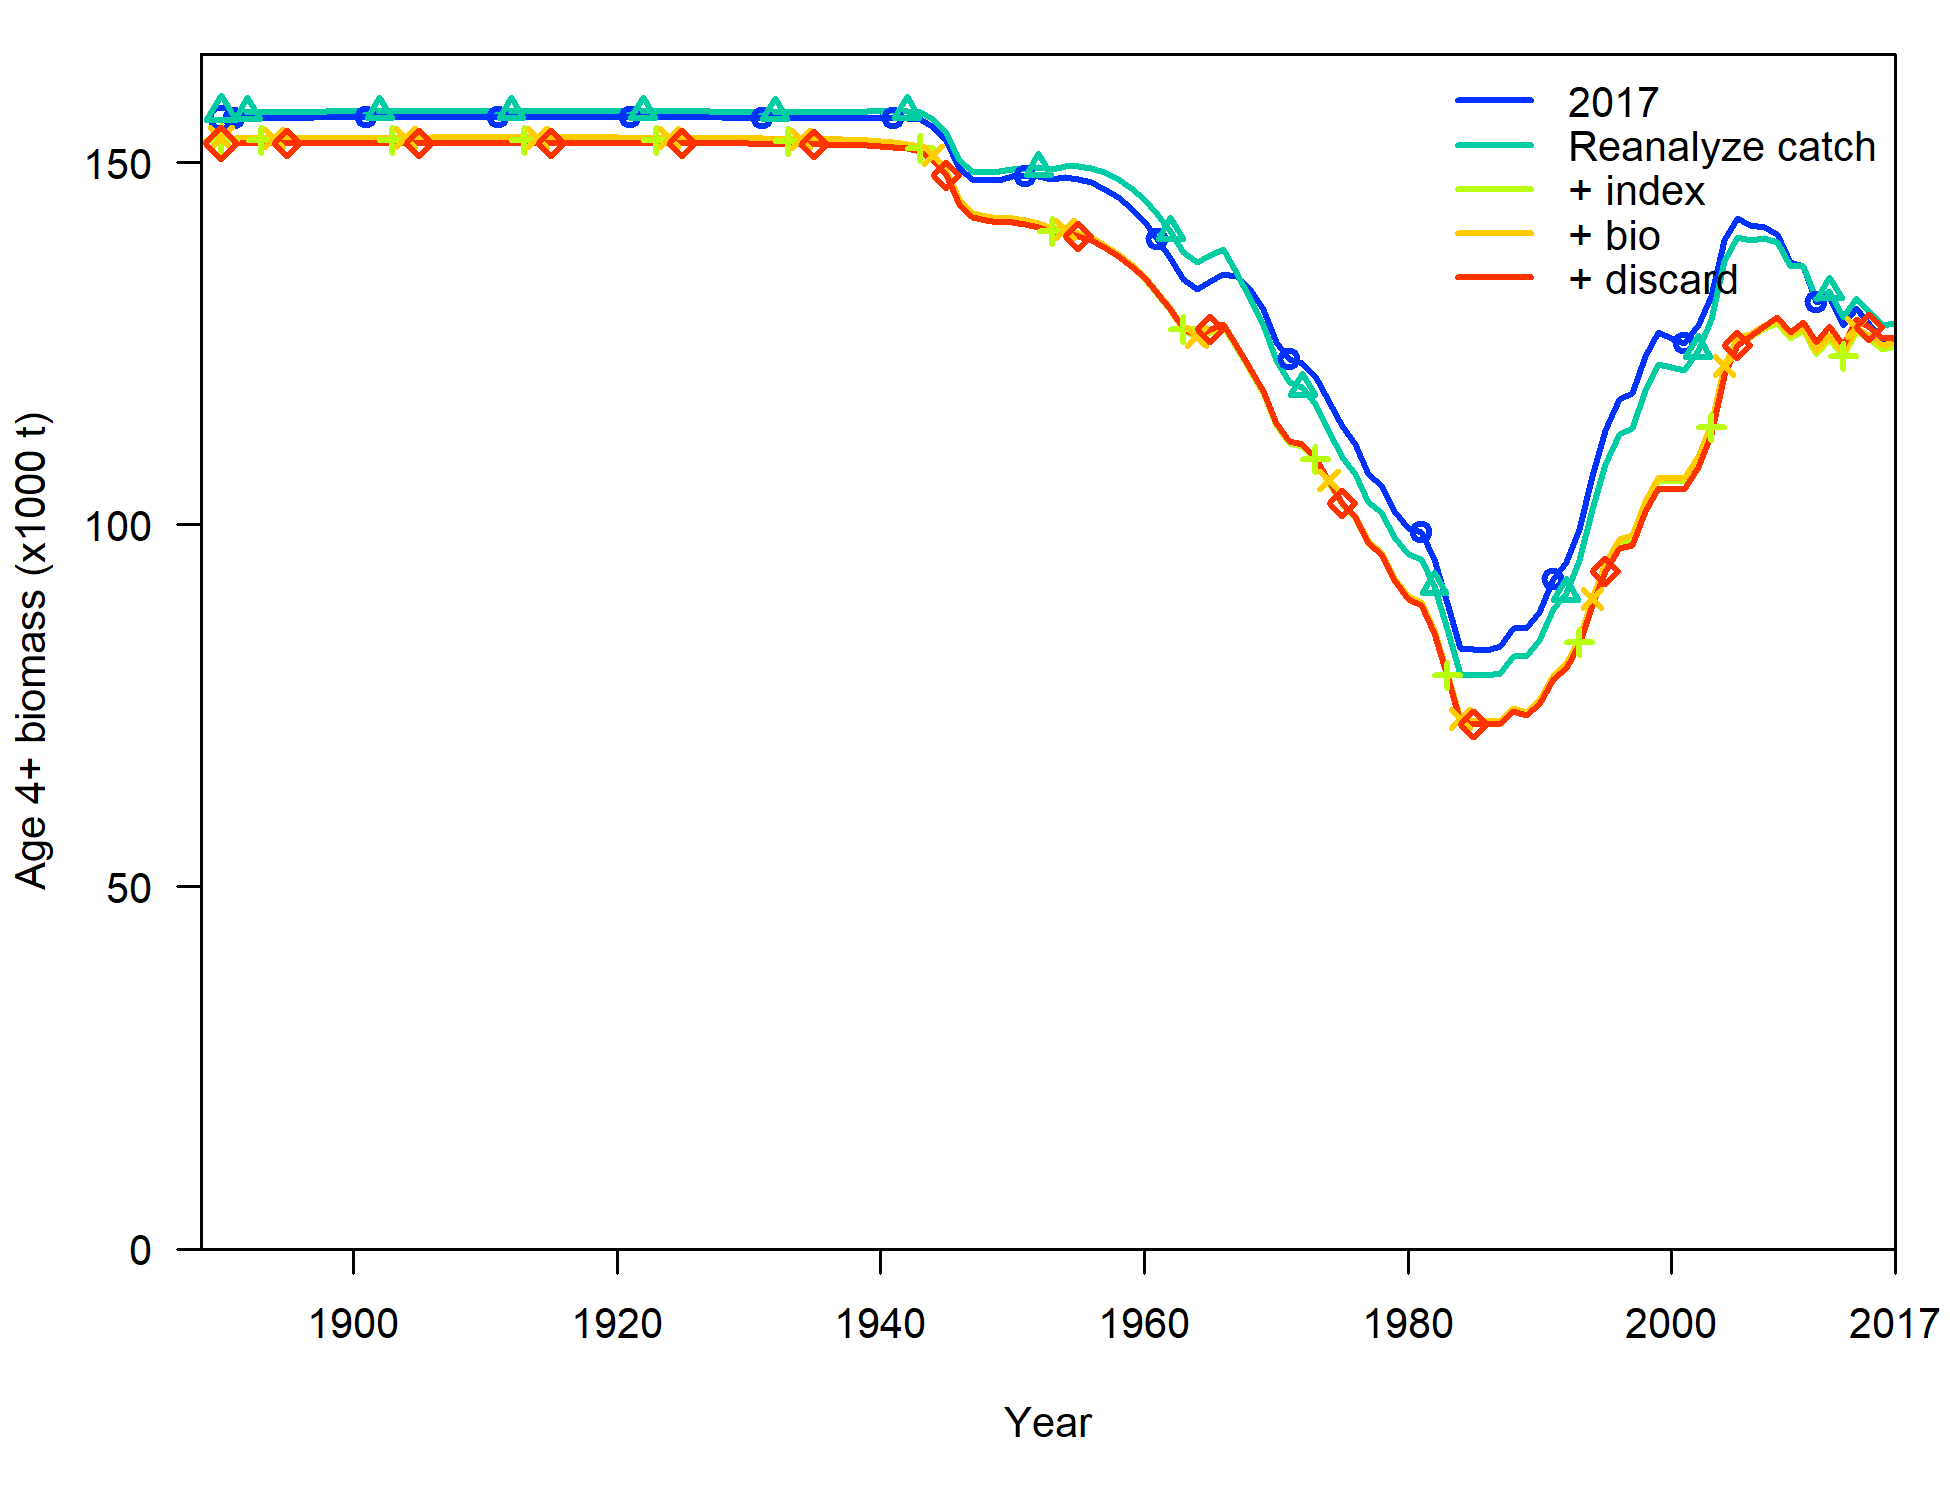 2017
Reanalyze catch
+ index
+ bio
+ discard
150
100
50
0
Age 4+ biomass (x1000 t)
1900 1920 1940 1960 1980 2000 2017
Year